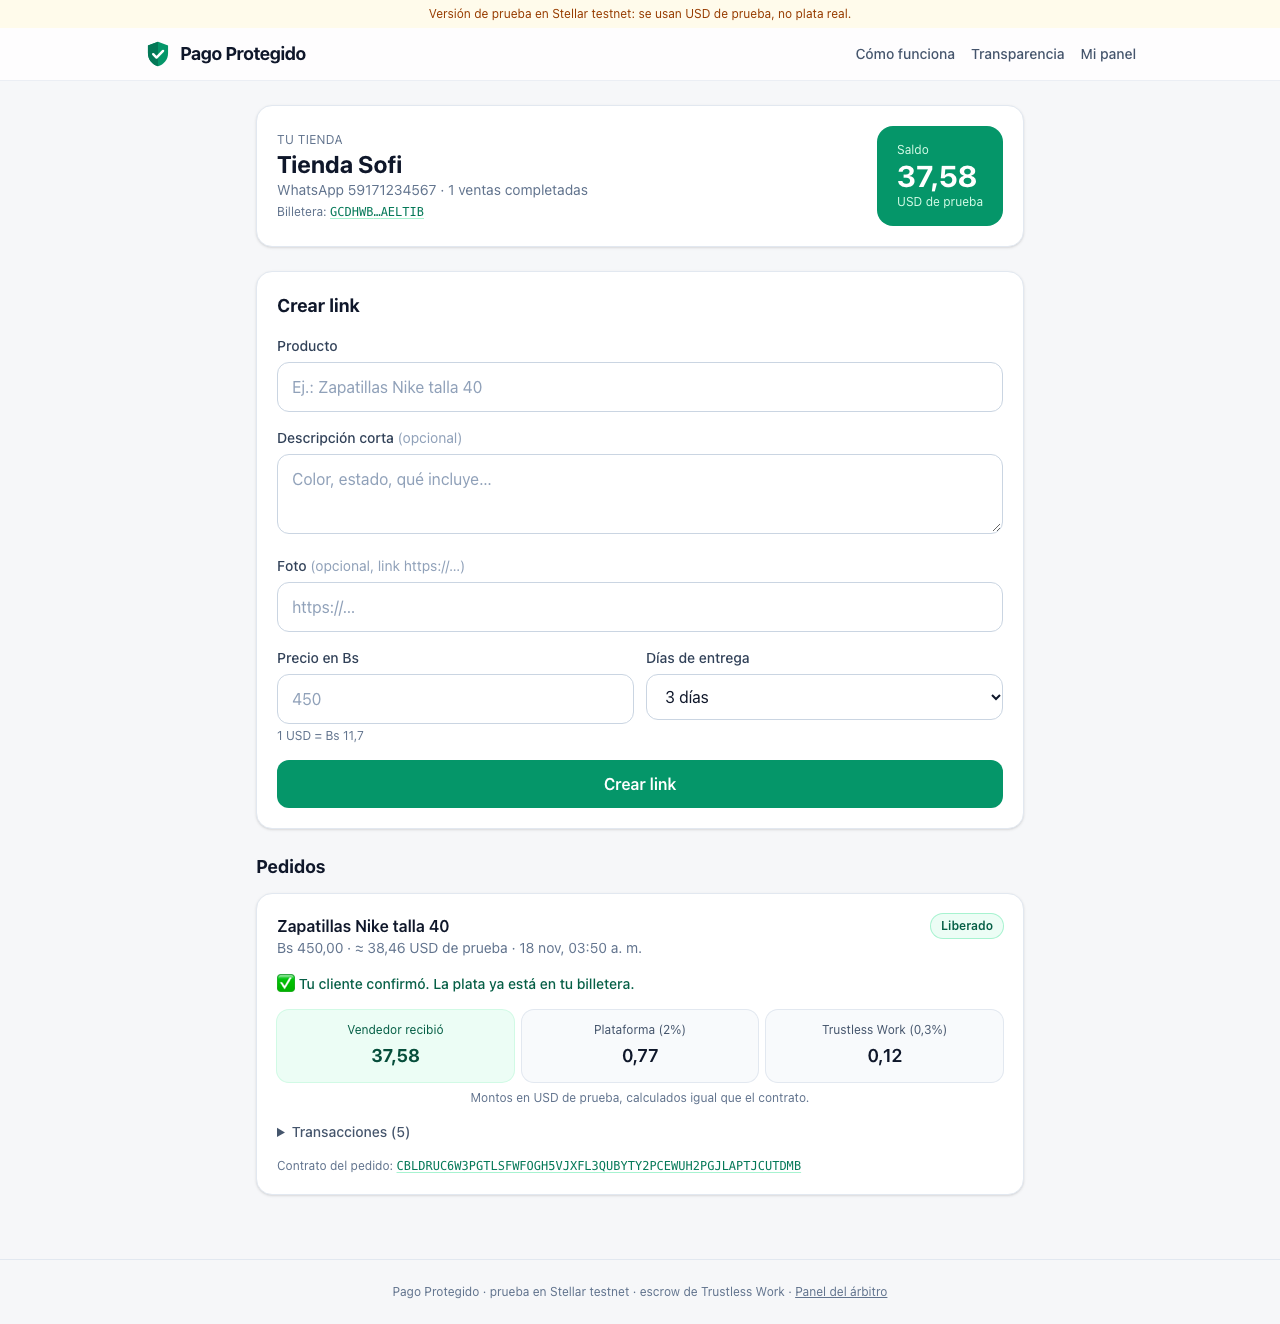 Versión de prueba en Stellar testnet: se usan USD de prueba, no plata real.
Pago Protegido
Cómo funciona Transparencia Mi panel
TU TIENDA
Tienda Sofi
WhatsApp 59171234567 · 1 ventas completadas
Billetera: GCDHWB…AELTIB
Saldo
37,58
USD de prueba
Crear link
Producto
Ej.: Zapatillas Nike talla 40
Descripción corta (opcional)
Color, estado, qué incluye...
Foto (opcional, link https://...)
https://...
Precio en Bs
450
1 USD = Bs 11,7
Días de entrega
3 días
Crear link
Pedidos
Zapatillas Nike talla 40
Liberado
Bs 450,00 · ≈ 38,46 USD de prueba · 18 nov, 03:50 a. m.
✅ Tu cliente confirmó. La plata ya está en tu billetera.
Vendedor recibió
37,58
Plataforma (2%)
0,77
Trustless Work (0,3%)
0,12
Montos en USD de prueba, calculados igual que el contrato.
Transacciones (5)
Contrato del pedido: CBLDRUC6W3PGTLSFWFOGH5VJXFL3QUBYTY2PCEWUH2PGJLAPTJCUTDMB
Pago Protegido · prueba en Stellar testnet · escrow de Trustless Work · Panel del árbitro